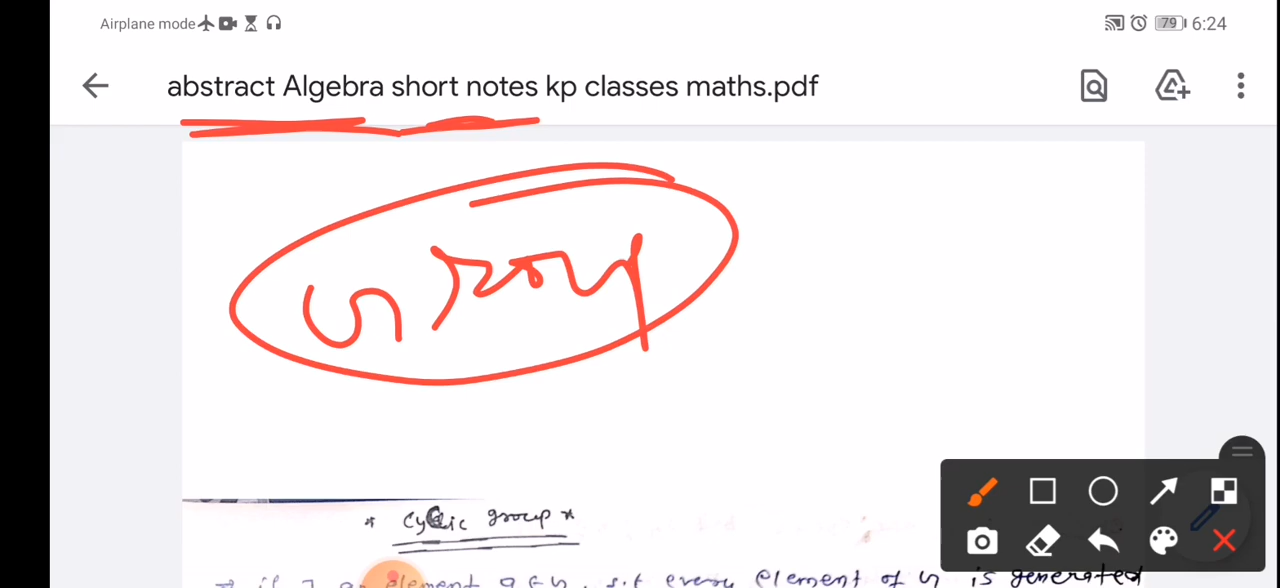 Airplane mode 79 6:24
abstract Algebra short notes kp classes maths.pdf
Group
* Cyclic group *
* if ∃ an element a ∈ G, s.t every element of G is generated